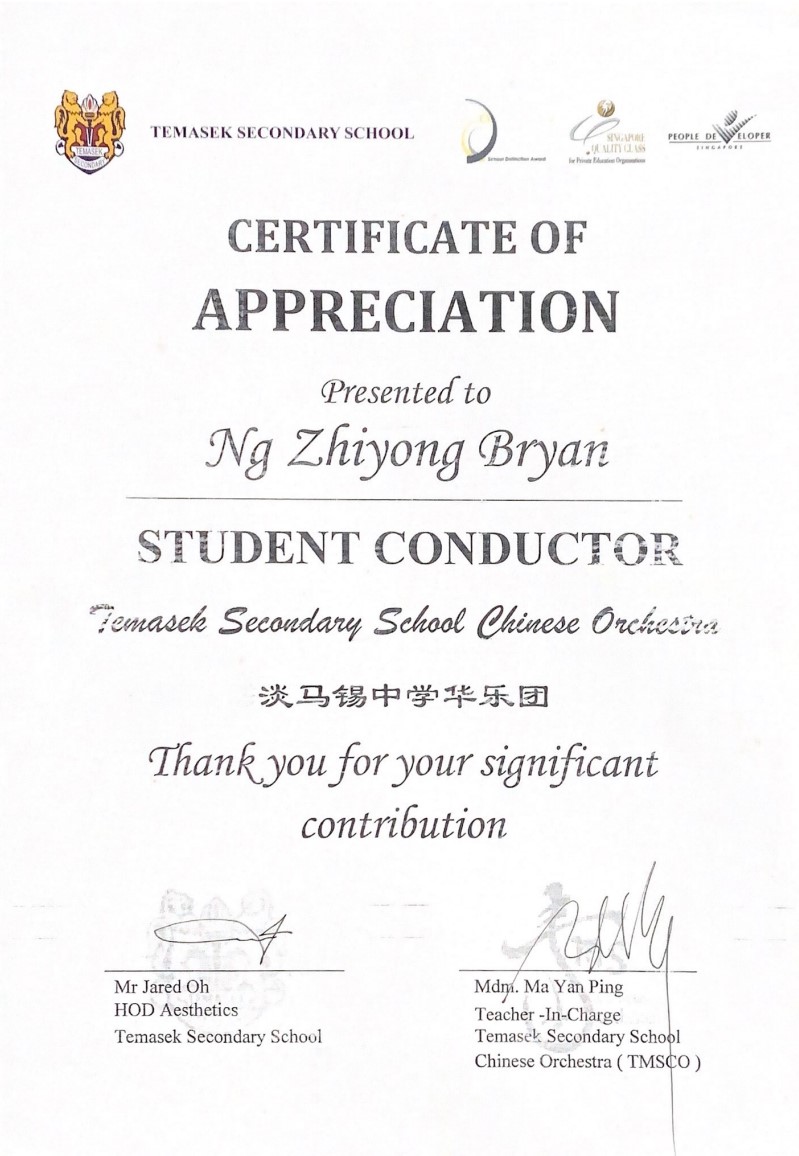 TEMASEK SECONDARY SCHOOL
TEMASEK
SECONDARY
School Distinction Award
SINGAPORE
QUALITY CLASS
for Private Education Organisations
PEOPLE DEVELOPER
SINGAPORE
CERTIFICATE OF
APPRECIATION
Presented to
Ng Zhiyong Bryan
STUDENT CONDUCTOR
Temasek Secondary School Chinese Orchestra
淡马锡中学华乐团
Thank you for your significant
contribution
Mr Jared Oh
HOD Aesthetics
Temasek Secondary School
Mdm. Ma Yan Ping
Teacher -In-Charge
Temasek Secondary School
Chinese Orchestra ( TMSCO )